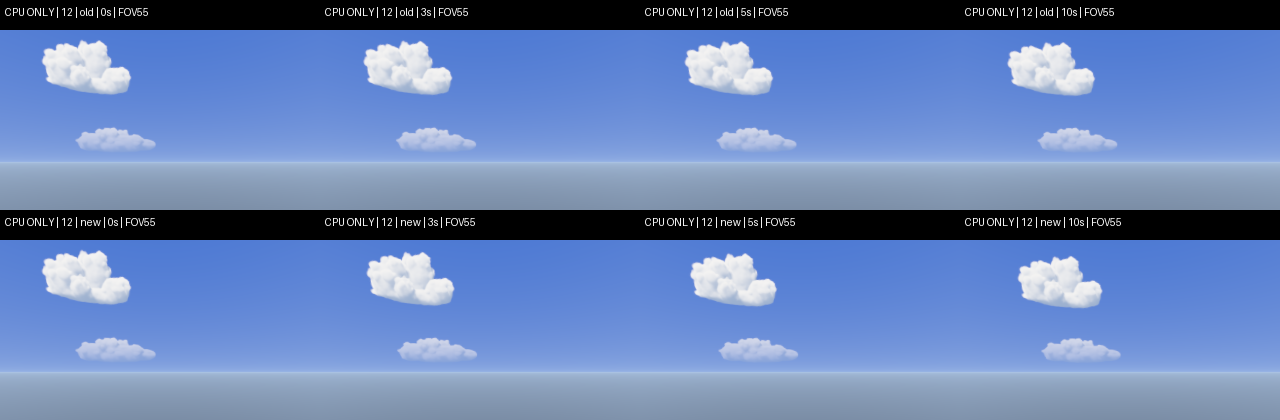 CPU ONLY | 12 | old | 0s | FOV55
CPU ONLY | 12 | old | 3s | FOV55
CPU ONLY | 12 | old | 5s | FOV55
CPU ONLY | 12 | old | 10s | FOV55
CPU ONLY | 12 | new | 0s | FOV55
CPU ONLY | 12 | new | 3s | FOV55
CPU ONLY | 12 | new | 5s | FOV55
CPU ONLY | 12 | new | 10s | FOV55